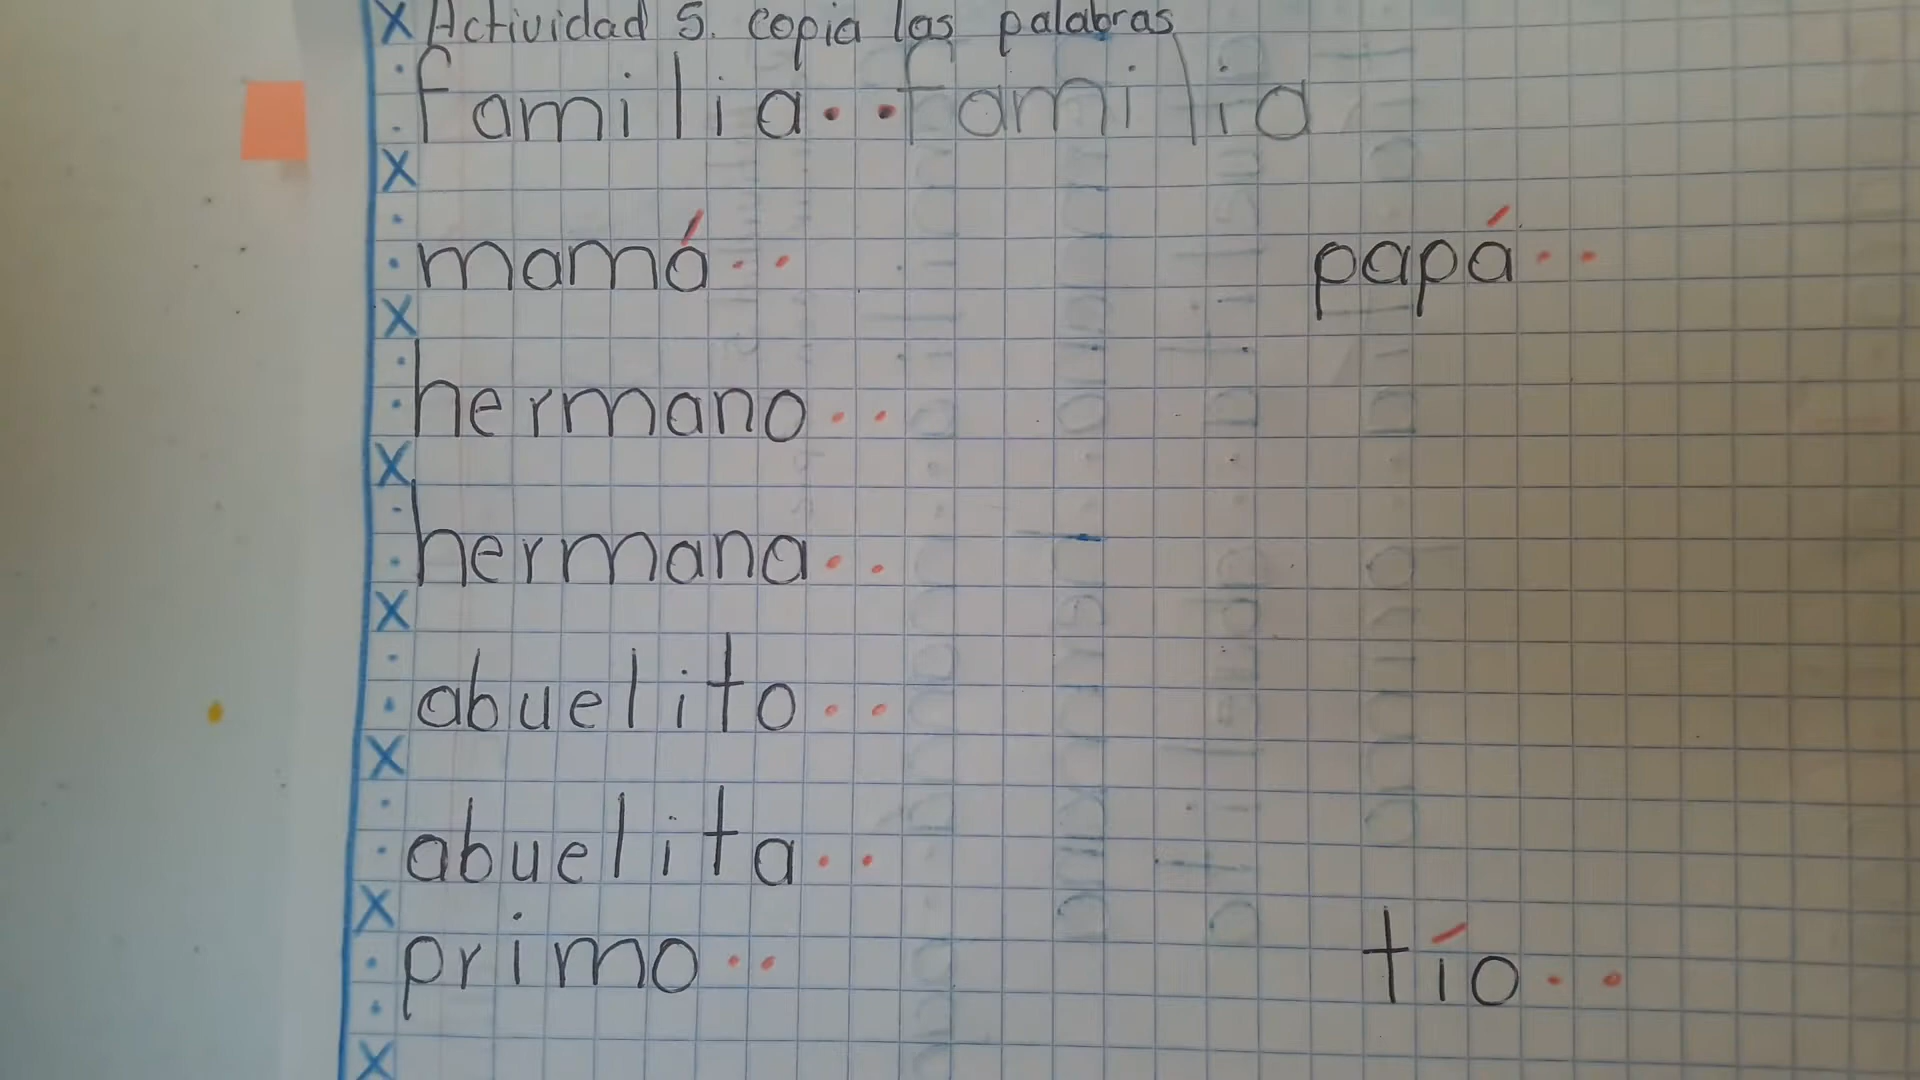 X Actividad 5. copia las palabras
familia . . familia
X
mamá . . papá . .
X
hermano . .
X
hermana . .
X
abuelito . .
X
abuelita . .
X
primo . . tío . .
X